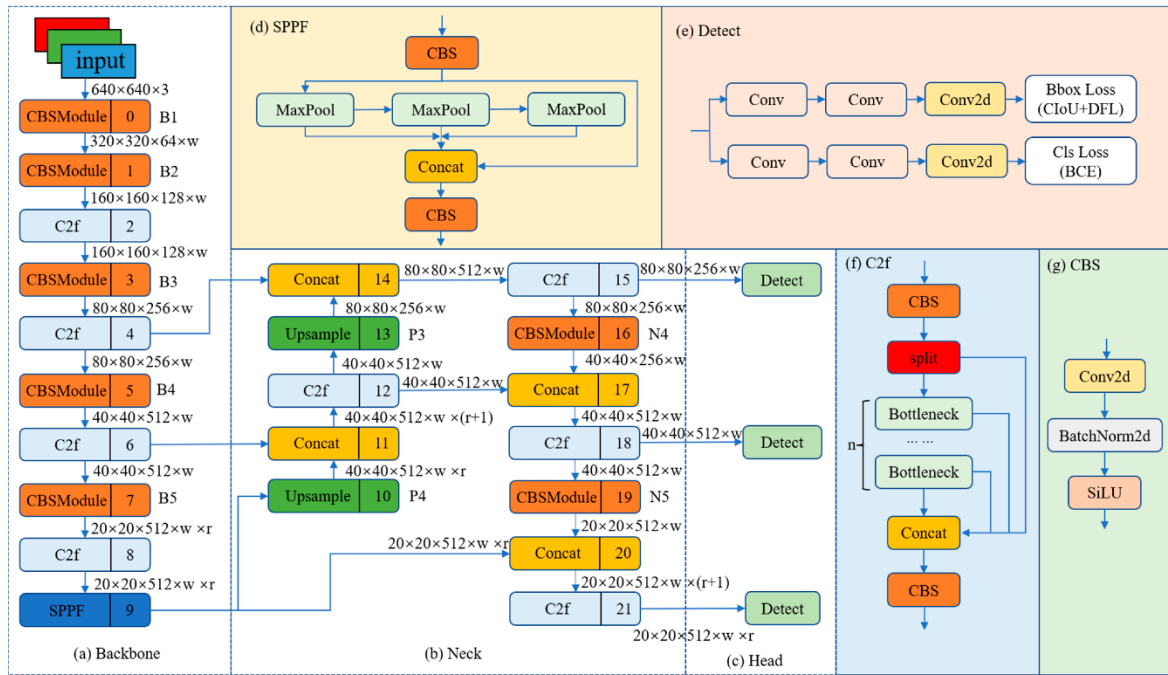 input
640×640×3
CBSModule 0 B1
320×320×64×w
CBSModule 1 B2
160×160×128×w
C2f 2
160×160×128×w
CBSModule 3 B3
80×80×256×w
C2f 4
80×80×256×w
CBSModule 5 B4
40×40×512×w
C2f 6
40×40×512×w
CBSModule 7 B5
20×20×512×w ×r
C2f 8
20×20×512×w ×r
SPPF 9
(a) Backbone
(d) SPPF
CBS
MaxPool MaxPool MaxPool
Concat
CBS
(e) Detect
Conv Conv Conv2d Bbox Loss
(CIoU+DFL)
Conv Conv Conv2d Cls Loss
(BCE)
Concat 14
80×80×512×w
80×80×256×w
Upsample 13 P3
40×40×512×w
C2f 12
40×40×512×w
40×40×512×w ×(r+1)
Concat 11
40×40×512×w ×r
Upsample 10 P4
20×20×512×w ×r
C2f 15
80×80×256×w
80×80×256×w
CBSModule 16 N4
40×40×256×w
Concat 17
40×40×512×w
C2f 18
40×40×512×w
40×40×512×w
CBSModule 19 N5
20×20×512×w
Concat 20
20×20×512×w ×(r+1)
C2f 21
20×20×512×w ×r
(b) Neck
Detect
Detect
Detect
(c) Head
(f) C2f
CBS
split
Bottleneck
n
... ...
Bottleneck
Concat
CBS
(g) CBS
Conv2d
BatchNorm2d
SiLU